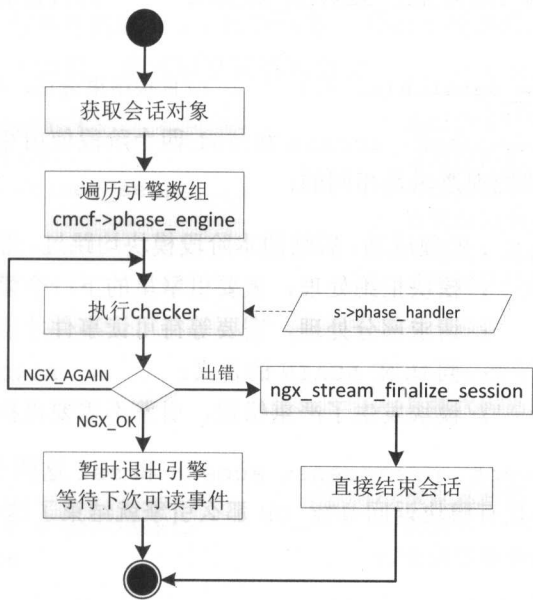 获取会话对象
遍历引擎数组
cmcf->phase_engine
执行checker
s->phase_handler
NGX_AGAIN
出错
ngx_stream_finalize_session
NGX_OK
暂时退出引擎
等待下次可读事件
直接结束会话